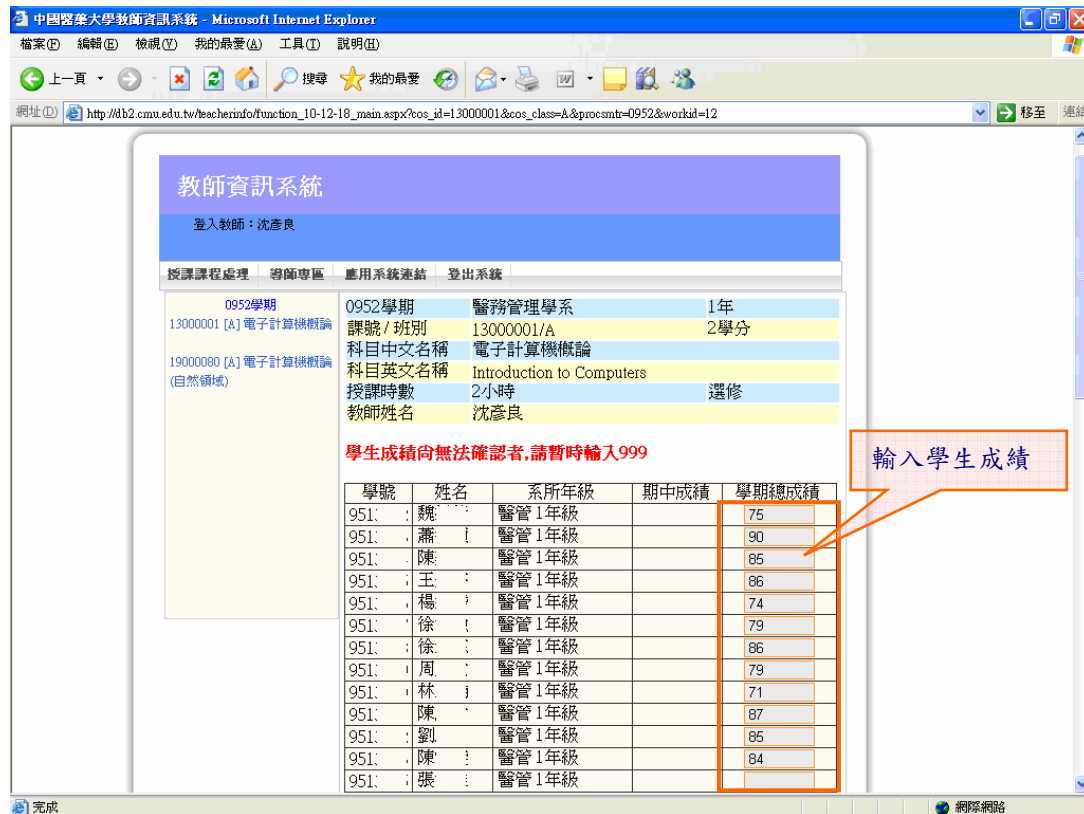 中國醫藥大學教師資訊系統 - Microsoft Internet Explorer
檔案(F) 編輯(E) 檢視(V) 我的最愛(A) 工具(T) 說明(H)
上一頁 搜尋 我的最愛
網址(D) http://db2.cmu.edu.tw/teacherinfo/function_10-12-18_main.aspx?cos_id=13000001&cos_class=A&procsmtr=0952&workid=12 移至 連結
教師資訊系統
登入教師：沈彥良
授課課程處理 導師專區 應用系統連結 登出系統
0952學期
13000001 [A] 電子計算機概論
19000080 [A] 電子計算機概論
(自然領域)
0952學期 醫務管理學系 1年
課號 / 班別 13000001/A 2學分
科目中文名稱 電子計算機概論
科目英文名稱 Introduction to Computers
授課時數 2小時 選修
教師姓名 沈彥良
學生成績尚無法確認者,請暫時輸入999
輸入學生成績
學號 姓名 系所年級 期中成績 學期總成績
951 魏 醫管1年級 75
951 蕭 醫管1年級 90
951 陳 醫管1年級 85
951 王 醫管1年級 86
951 楊 醫管1年級 74
951 徐 醫管1年級 79
951 徐 醫管1年級 86
951 周 醫管1年級 79
951 林 醫管1年級 71
951 陳 醫管1年級 87
951 劉 醫管1年級 85
951 陳 醫管1年級 84
951 張 醫管1年級
完成 網際網路